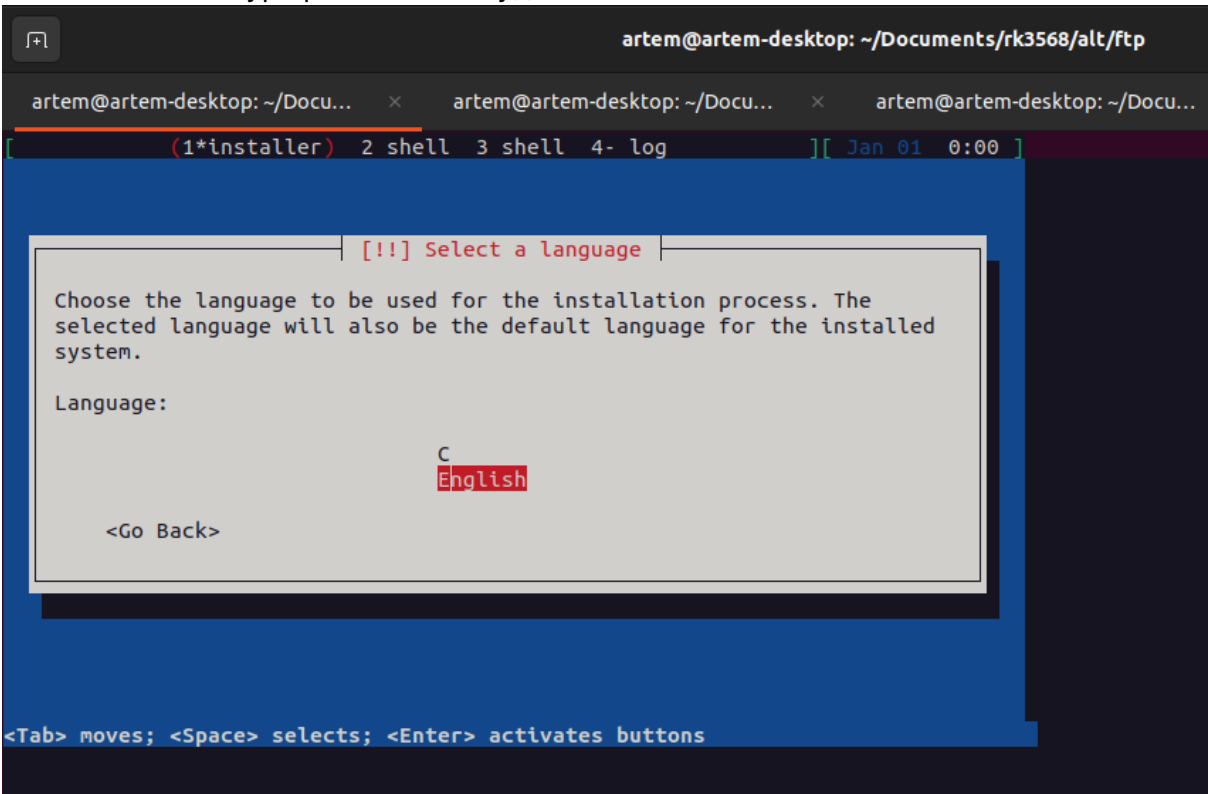 artem@artem-desktop: ~/Documents/rk3568/alt/ftp
artem@artem-desktop: ~/Docu... × artem@artem-desktop: ~/Docu... × artem@artem-desktop: ~/Docu...
[ (1*installer) 2 shell 3 shell 4- log ][ Jan 01 0:00 ]
[!!] Select a language
Choose the language to be used for the installation process. The
selected language will also be the default language for the installed
system.
Language:
C
English
<Go Back>
<Tab> moves; <Space> selects; <Enter> activates buttons